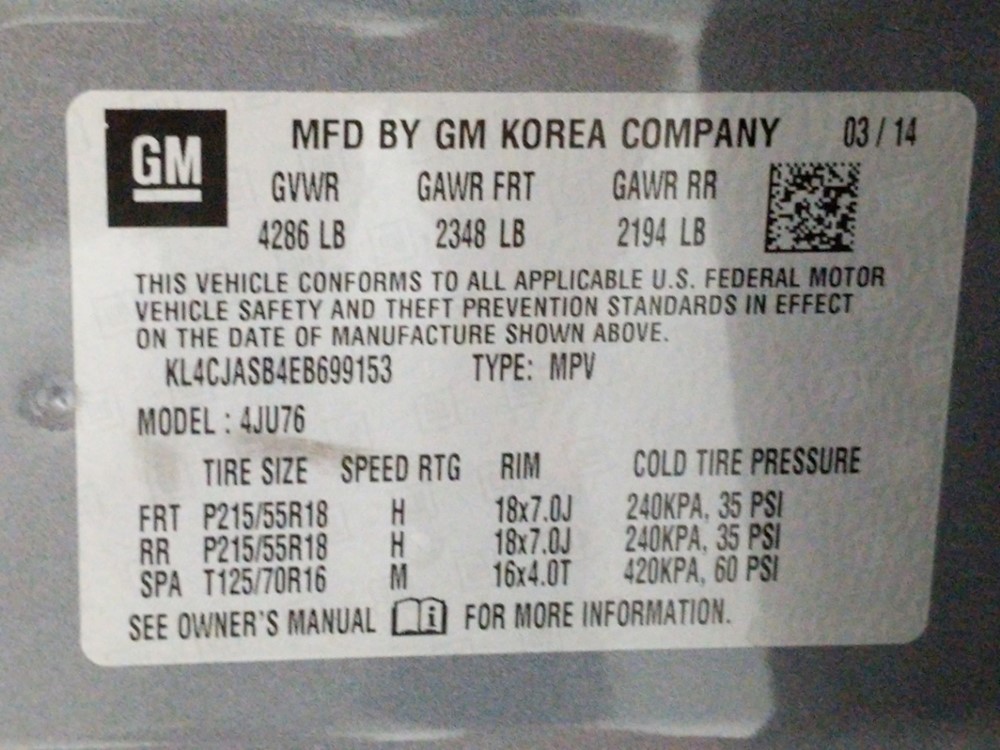 GM
MFD BY GM KOREA COMPANY 03 / 14
GVWR GAWR FRT GAWR RR
4286 LB 2348 LB 2194 LB
THIS VEHICLE CONFORMS TO ALL APPLICABLE U.S. FEDERAL MOTOR
VEHICLE SAFETY AND THEFT PREVENTION STANDARDS IN EFFECT
ON THE DATE OF MANUFACTURE SHOWN ABOVE.
KL4CJASB4EB699153 TYPE: MPV
MODEL : 4JU76
TIRE SIZE SPEED RTG RIM COLD TIRE PRESSURE
FRT P215/55R18 H 18x7.0J 240KPA, 35 PSI
RR P215/55R18 H 18x7.0J 240KPA, 35 PSI
SPA T125/70R16 M 16x4.0T 420KPA, 60 PSI
SEE OWNER'S MANUAL i FOR MORE INFORMATION.